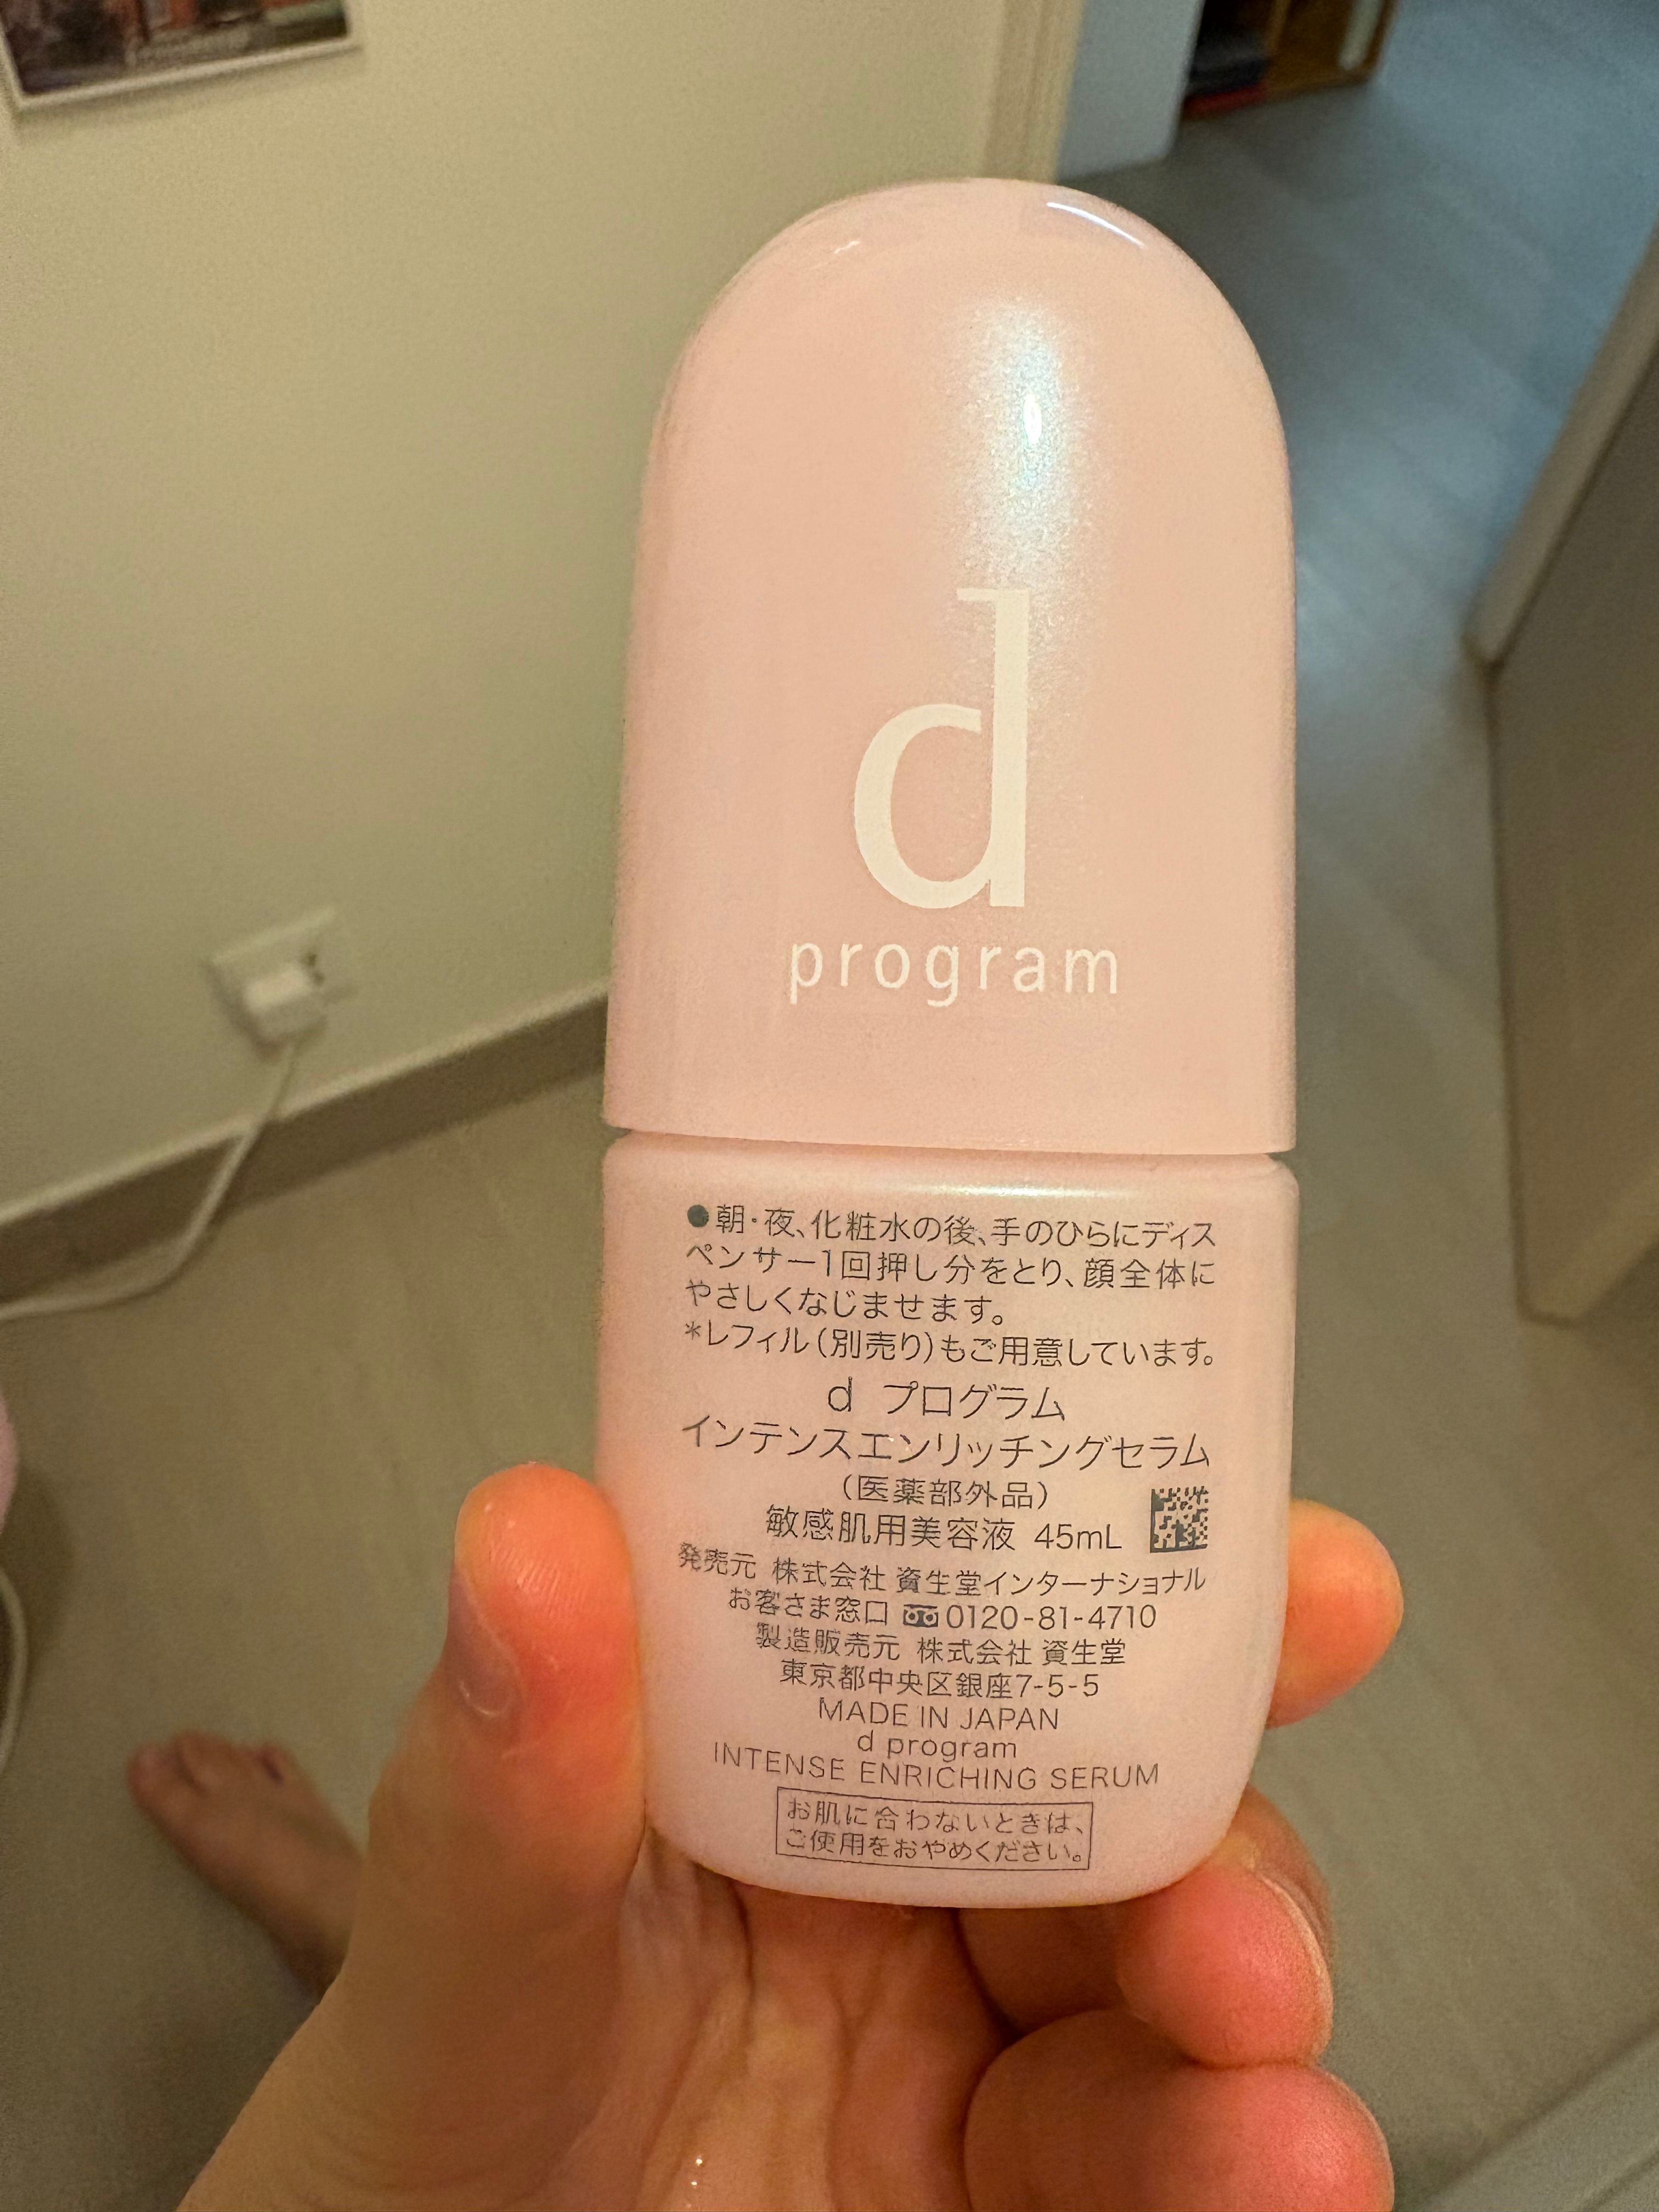 d
program
●朝・夜、化粧水の後、手のひらにディス
ペンサー1回押し分をとり、顔全体に
やさしくなじませます。
*レフィル(別売り)もご用意しています。
d プログラム
インテンスエンリッチングセラム
(医薬部外品)
敏感肌用美容液 45mL
発売元 株式会社 資生堂インターナショナル
お客さま窓口 0120-81-4710
製造販売元 株式会社 資生堂
東京都中央区銀座7-5-5
MADE IN JAPAN
d program
INTENSE ENRICHING SERUM
お肌に合わないときは、
ご使用をおやめください。